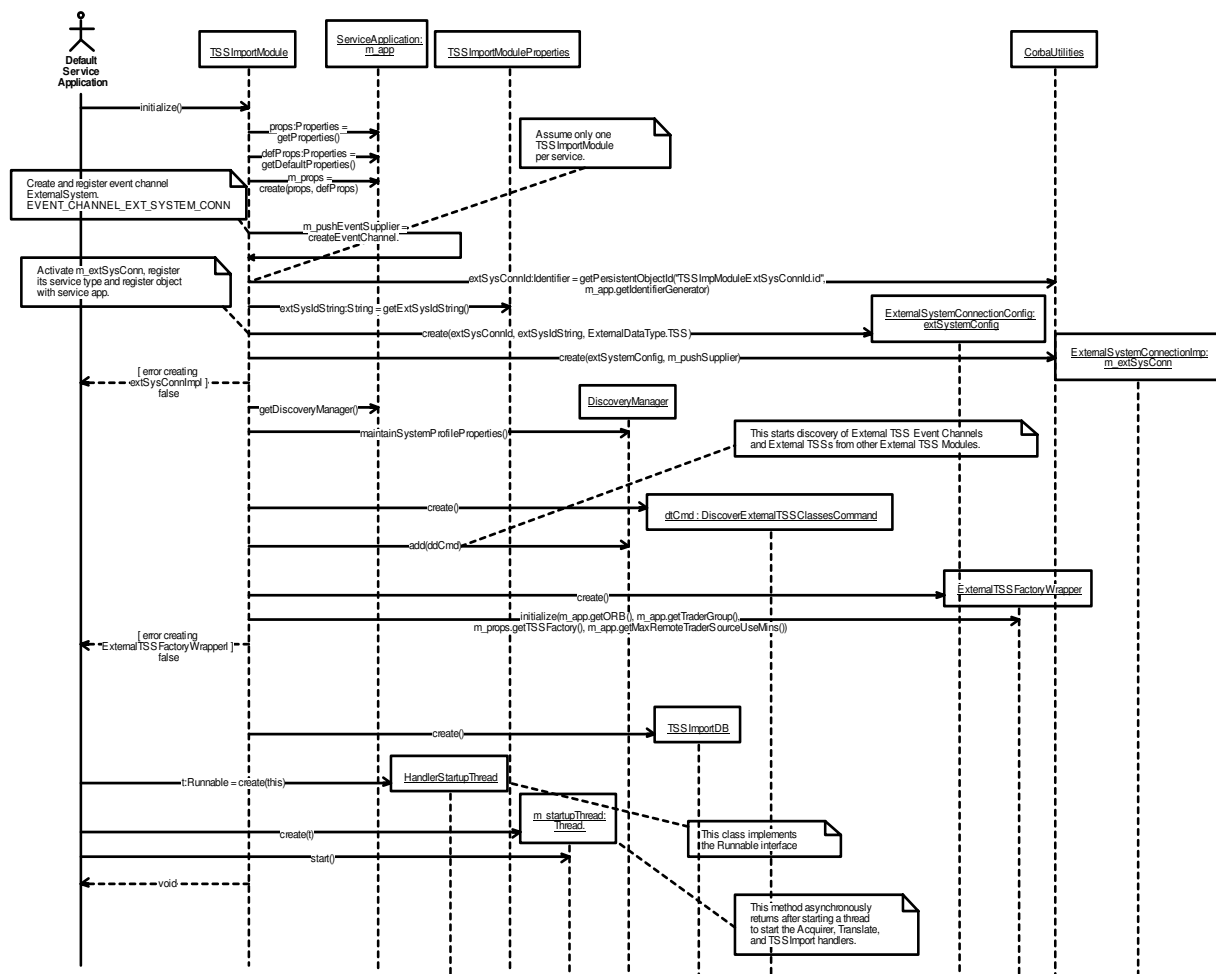 Default
Service
Application
TSSImportModule
ServiceApplication:
m_app
TSSImportModuleProperties
CorbaUtilities
initialize()
props:Properties =
getProperties()
defProps:Properties =
getDefaultProperties()
m_props =
create(props, defProps)
Assume only one
TSSImportModule
per service.
Create and register event channel
ExternalSystem.
EVENT_CHANNEL_EXT_SYSTEM_CONN
m_pushEventSupplier =
createEventChannel.
Activate m_extSysConn, register
its service type and register object
with service app.
extSysConnId:Identifier = getPersistentObjectId("TSSImpModuleExtSysConnId.id",
m_app.getIdentifierGenerator)
extSysIdString:String = getExtSysIdString()
ExternalSystemConnectionConfig:
extSystemConfig
create(extSysConnId, extSysIdString, ExternalDataType.TSS)
create(extSystemConfig, m_pushSupplier)
ExternalSystemConnectionImp:
m_extSysConn
[ error creating
extSysConnImpl ]
false
getDiscoveryManager()
DiscoveryManager
maintainSystemProfileProperties()
This starts discovery of External TSS Event Channels
and External TSSs from other External TSS Modules.
create()
dtCmd : DiscoverExternalTSSClassesCommand
add(ddCmd)
create()
ExternalTSSFactoryWrapper
initialize(m_app.getORB(), m_app.getTraderGroup(),
m_props.getTSSFactory(), m_app.getMaxRemoteTraderSourceUseMins())
[ error creating
ExternalTSSFactoryWrapperl ]
false
create()
TSSImportDB
t:Runnable = create(this)
HandlerStartupThread
m_startupThread:
Thread.
create(t)
This class implements
the Runnable interface
start()
void
This method asynchronously
returns after starting a thread
to start the Acquirer, Translate,
and TSSImport handlers.